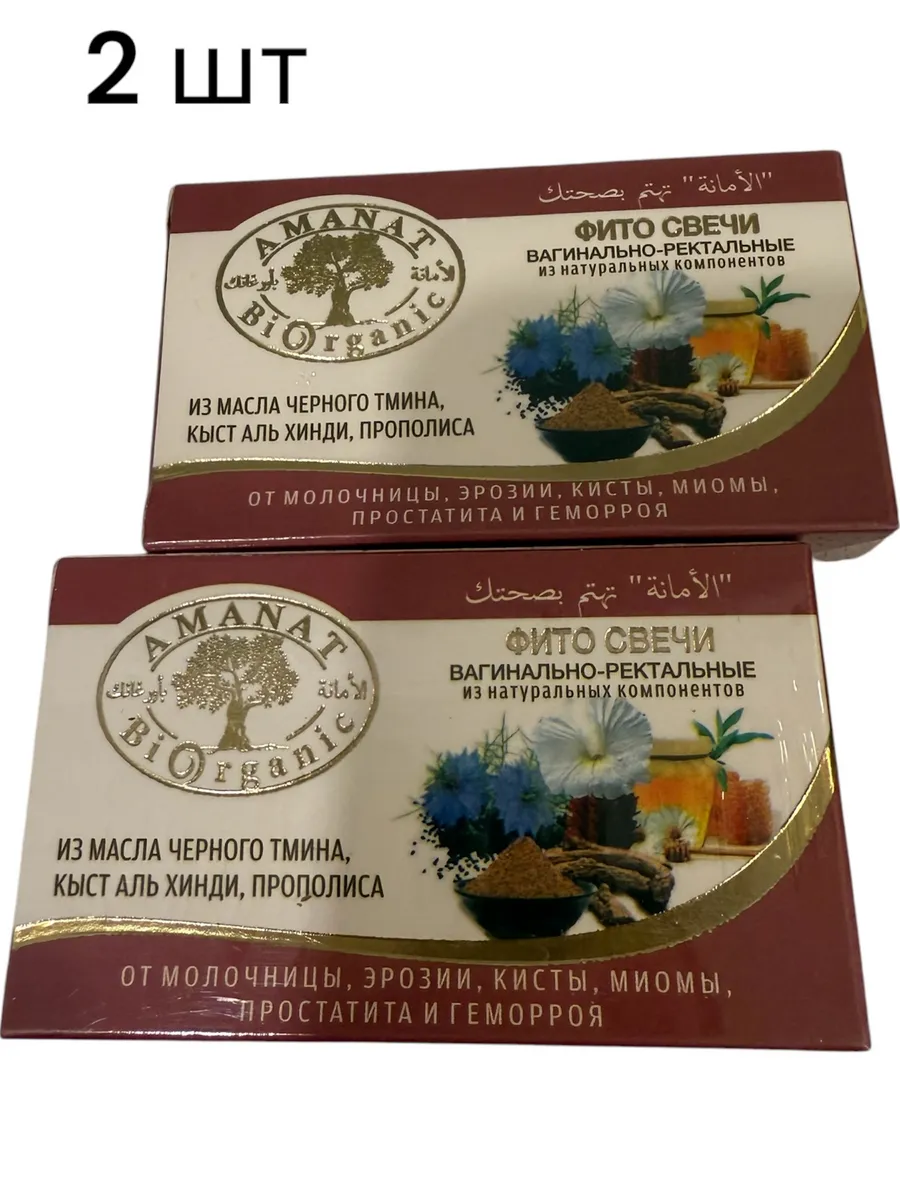 2 шт
"الأمانة" تهتم بصحتك
AMANAT
بأورغانك الأمانة
BiOrganic
ФИТО СВЕЧИ
ВАГИНАЛЬНО-РЕКТАЛЬНЫЕ
из натуральных компонентов
ИЗ МАСЛА ЧЕРНОГО ТМИНА,
КЫСТ АЛЬ ХИНДИ, ПРОПОЛИСА
ОТ МОЛОЧНИЦЫ, ЭРОЗИИ, КИСТЫ, МИОМЫ,
ПРОСТАТИТА И ГЕМОРРОЯ
"الأمانة" تهتم بصحتك
AMANAT
بأورغانك الأمانة
BiOrganic
ФИТО СВЕЧИ
ВАГИНАЛЬНО-РЕКТАЛЬНЫЕ
из натуральных компонентов
ИЗ МАСЛА ЧЕРНОГО ТМИНА,
КЫСТ АЛЬ ХИНДИ, ПРОПОЛИСА
ОТ МОЛОЧНИЦЫ, ЭРОЗИИ, КИСТЫ, МИОМЫ,
ПРОСТАТИТА И ГЕМОРРОЯ